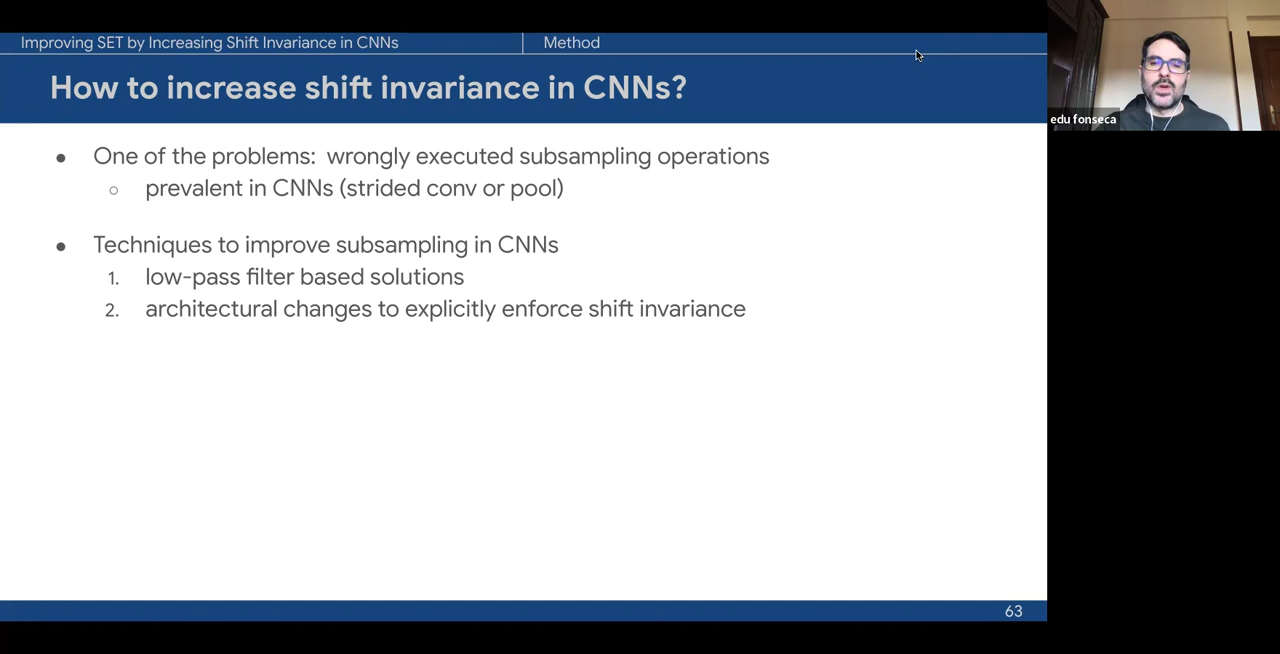 Improving SET by Increasing Shift Invariance in CNNs
Method
How to increase shift invariance in CNNs?
● One of the problems: wrongly executed subsampling operations
○ prevalent in CNNs (strided conv or pool)
● Techniques to improve subsampling in CNNs
1. low-pass filter based solutions
2. architectural changes to explicitly enforce shift invariance
63
edu fonseca